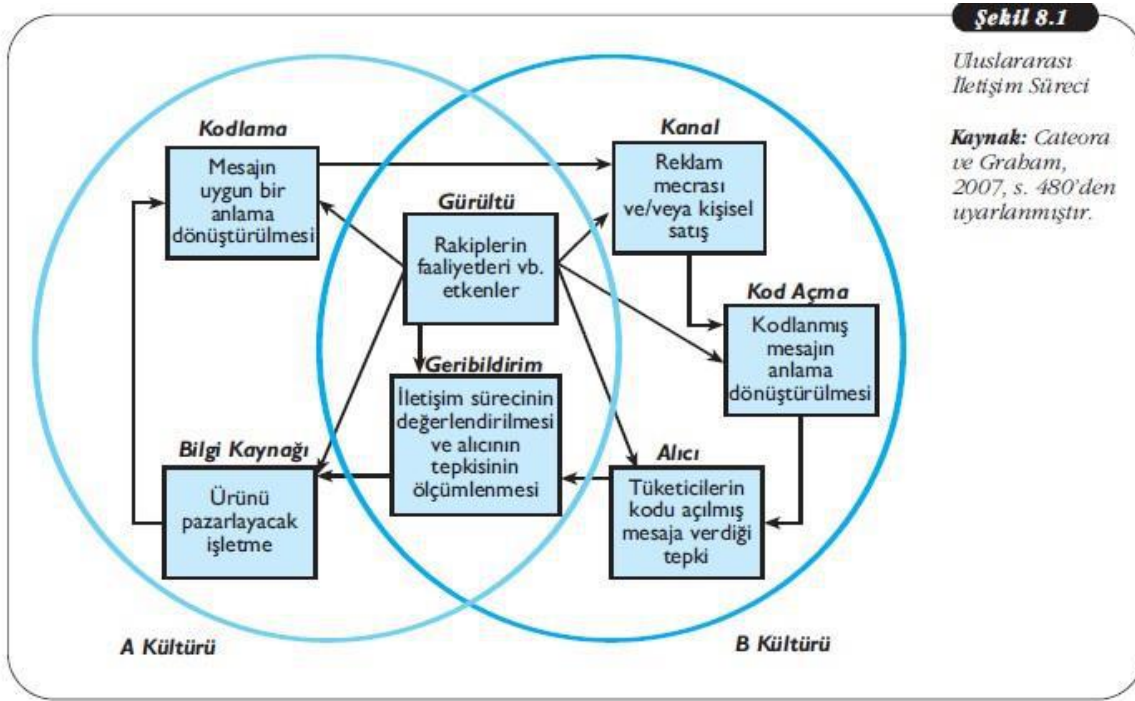 Şekil 8.1
Uluslararası
İletişim Süreci
Kaynak: Cateora
ve Graham,
2007, s. 480'den
uyarlanmıştır.
Kodlama
Mesajın
uygun bir
anlama
dönüştürülmesi
Gürültü
Rakiplerin
faaliyetleri vb.
etkenler
Kanal
Reklam
mecrası
ve/veya kişisel
satış
Kod Açma
Kodlanmış
mesajın
anlama
dönüştürülmesi
Geribildirim
İletişim sürecinin
değerlendirilmesi
ve alıcının
tepkisinin
ölçümlenmesi
Bilgi Kaynağı
Ürünü
pazarlayacak
işletme
Alıcı
Tüketicilerin
kodu açılmış
mesaja verdiği
tepki
A Kültürü
B Kültürü